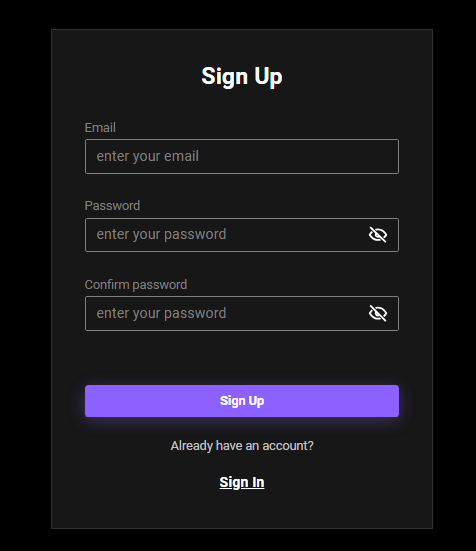 Sign Up
Email
enter your email
Password
enter your password
Confirm password
enter your password
Sign Up
Already have an account?
Sign In